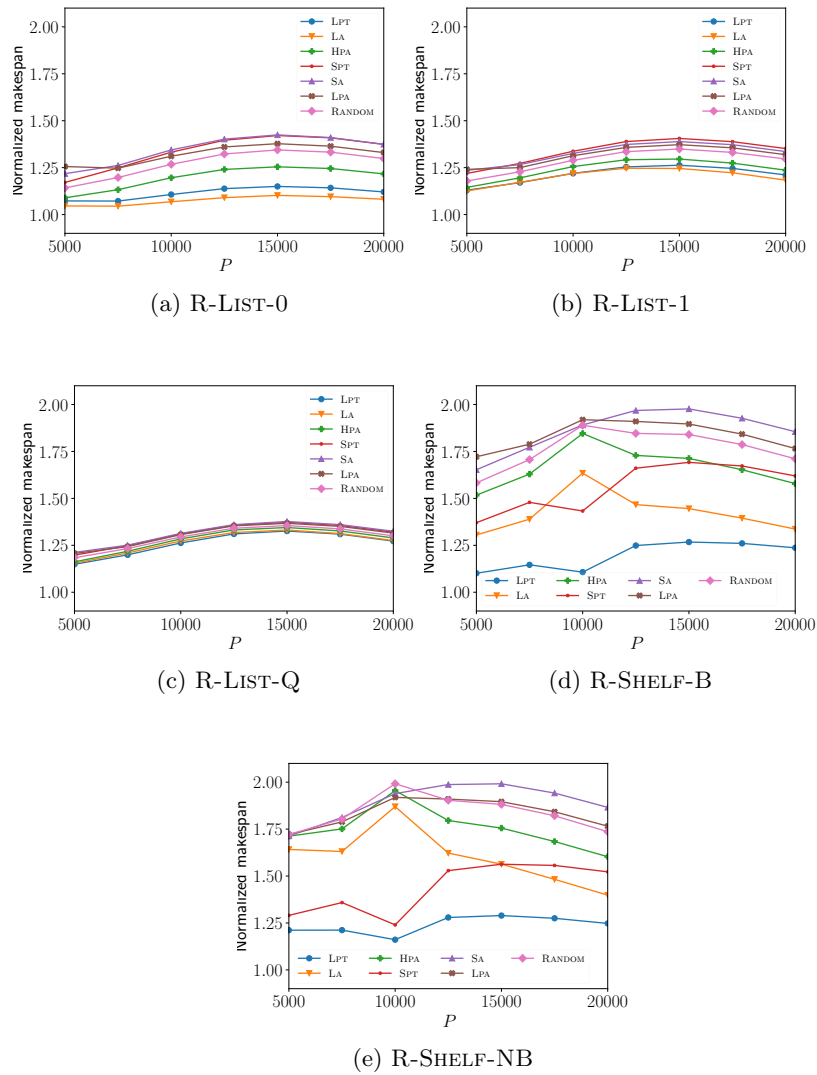 2.00
1.75
1.50
1.25
1.00
Normalized makespan
LPT
LA
HPA
SPT
SA
LPA
RANDOM
5000 10000 15000 20000
P
(a) R-LIST-0
2.00
1.75
1.50
1.25
1.00
Normalized makespan
LPT
LA
HPA
SPT
SA
LPA
RANDOM
5000 10000 15000 20000
P
(b) R-LIST-1
2.00
1.75
1.50
1.25
1.00
Normalized makespan
LPT
LA
HPA
SPT
SA
LPA
RANDOM
5000 10000 15000 20000
P
(c) R-LIST-Q
2.00
1.75
1.50
1.25
1.00
Normalized makespan
LPT HPA SA RANDOM
LA SPT LPA
5000 10000 15000 20000
P
(d) R-SHELF-B
2.00
1.75
1.50
1.25
1.00
Normalized makespan
LPT HPA SA RANDOM
LA SPT LPA
5000 10000 15000 20000
P
(e) R-SHELF-NB